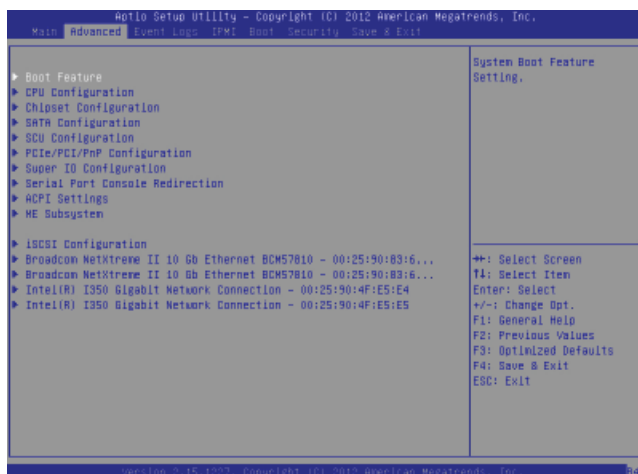 Aptio Setup Utility - Copyright (C) 2012 American Megatrends, Inc.
Main Advanced Event Logs IPMI Boot Security Save & Exit
System Boot Feature
Setting.
▶ Boot Feature
▶ CPU Configuration
▶ Chipset Configuration
▶ SATA Configuration
▶ SCU Configuration
▶ PCIe/PCI/PnP Configuration
▶ Super IO Configuration
▶ Serial Port Console Redirection
▶ ACPI Settings
▶ ME Subsystem
▶ iSCSI Configuration
▶ Broadcom NetXtreme II 10 Gb Ethernet BCM57810 - 00:25:90:83:6...
▶ Broadcom NetXtreme II 10 Gb Ethernet BCM57810 - 00:25:90:83:6...
▶ Intel(R) I350 Gigabit Network Connection - 00:25:90:4F:E5:E4
▶ Intel(R) I350 Gigabit Network Connection - 00:25:90:4F:E5:E5
→←: Select Screen
↑↓: Select Item
Enter: Select
+/-: Change Opt.
F1: General Help
F2: Previous Values
F3: Optimized Defaults
F4: Save & Exit
ESC: Exit
Version 2.15.1227. Copyright (C) 2012 American Megatrends, Inc.